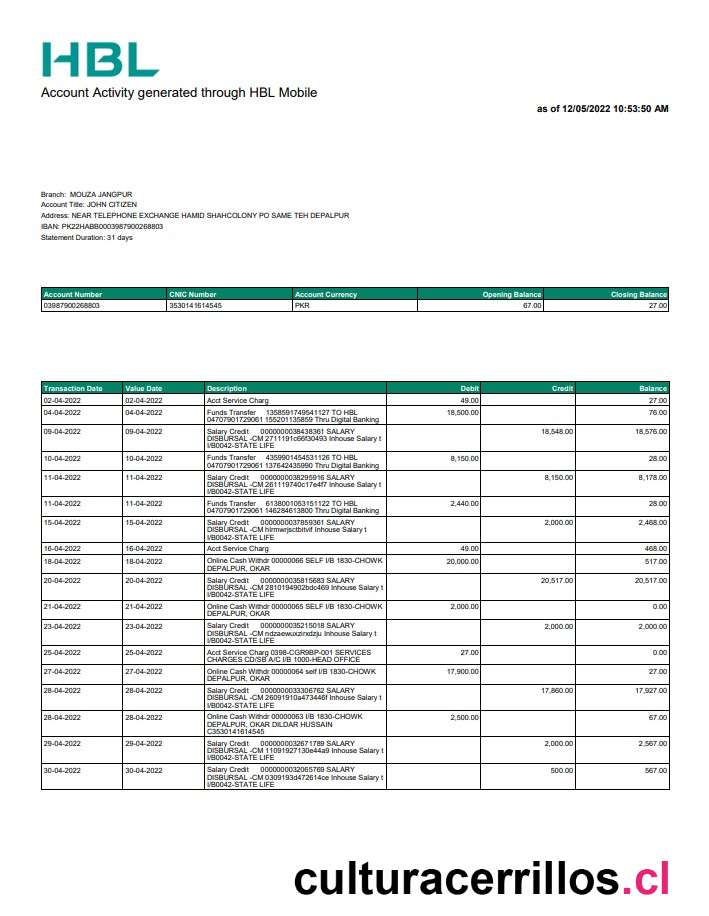 HBL
Account Activity generated through HBL Mobile
as of 12/05/2022 10:53:50 AM
Branch: MOUZA JANGPUR
Account Title: JOHN CITIZEN
Address: NEAR TELEPHONE EXCHANGE HAMID SHAHCOLONY PO SAME TEH DEPALPUR
IBAN: PK22HABB0003987900268803
Statement Duration: 31 days
Account Number CNIC Number Account Currency Opening Balance Closing Balance
03987900268803 3530141614545 PKR 67.00 27.00
Transaction Date Value Date Description Debit Credit Balance
02-04-2022 02-04-2022 Acct Service Charg 49.00 27.00
04-04-2022 04-04-2022 Funds Transfer 1358591749541127 TO HBL 18,500.00 76.00
04707901729061 155201135859 Thru Digital Banking
09-04-2022 09-04-2022 Salary Credit 0000000038438361 SALARY 18,548.00 18,576.00
DISBURSAL -CM 2711191c66f30493 Inhouse Salary t
I/B0042-STATE LIFE
10-04-2022 10-04-2022 Funds Transfer 4359901454531126 TO HBL 8,150.00 28.00
04707901729061 137642435990 Thru Digital Banking
11-04-2022 11-04-2022 Salary Credit 0000000038295916 SALARY 8,150.00 8,178.00
DISBURSAL -CM 261119740c17e4f7 Inhouse Salary t
I/B0042-STATE LIFE
11-04-2022 11-04-2022 Funds Transfer 6138001053151122 TO HBL 2,440.00 28.00
04707901729061 146284613800 Thru Digital Banking
15-04-2022 15-04-2022 Salary Credit 0000000037859361 SALARY 2,000.00 2,468.00
DISBURSAL -CM hlrmwrjsctbitvif Inhouse Salary t
I/B0042-STATE LIFE
16-04-2022 16-04-2022 Acct Service Charg 49.00 468.00
18-04-2022 18-04-2022 Online Cash Withdr 00000066 SELF I/B 1830-CHOWK 20,000.00 517.00
DEPALPUR, OKAR
20-04-2022 20-04-2022 Salary Credit 0000000035815683 SALARY 20,517.00 20,517.00
DISBURSAL -CM 2810194902bdc469 Inhouse Salary t
I/B0042-STATE LIFE
21-04-2022 21-04-2022 Online Cash Withdr 00000065 SELF I/B 1830-CHOWK 2,000.00 0.00
DEPALPUR, OKAR
23-04-2022 23-04-2022 Salary Credit 0000000035215018 SALARY 2,000.00 2,000.00
DISBURSAL -CM ndzaewuxzirxdzju Inhouse Salary t
I/B0042-STATE LIFE
25-04-2022 25-04-2022 Acct Service Charg 0398-CGR9BP-001 SERVICES 27.00 0.00
CHARGES CD/SB A/C I/B 1000-HEAD OFFICE
27-04-2022 27-04-2022 Online Cash Withdr 00000064 self I/B 1830-CHOWK 17,900.00 27.00
DEPALPUR, OKAR
28-04-2022 28-04-2022 Salary Credit 0000000033306762 SALARY 17,860.00 17,927.00
DISBURSAL -CM 26091910a473446f Inhouse Salary t
I/B0042-STATE LIFE
28-04-2022 28-04-2022 Online Cash Withdr 00000063 I/B 1830-CHOWK 2,500.00 67.00
DEPALPUR, OKAR DILDAR HUSSAIN
C3530141614545
29-04-2022 29-04-2022 Salary Credit 0000000032671789 SALARY 2,000.00 2,567.00
DISBURSAL -CM 11091927130e44a9 Inhouse Salary t
I/B0042-STATE LIFE
30-04-2022 30-04-2022 Salary Credit 0000000032065769 SALARY 500.00 567.00
DISBURSAL -CM 0309193d472614ce Inhouse Salary t
I/B0042-STATE LIFE
culturacerrillos.cl